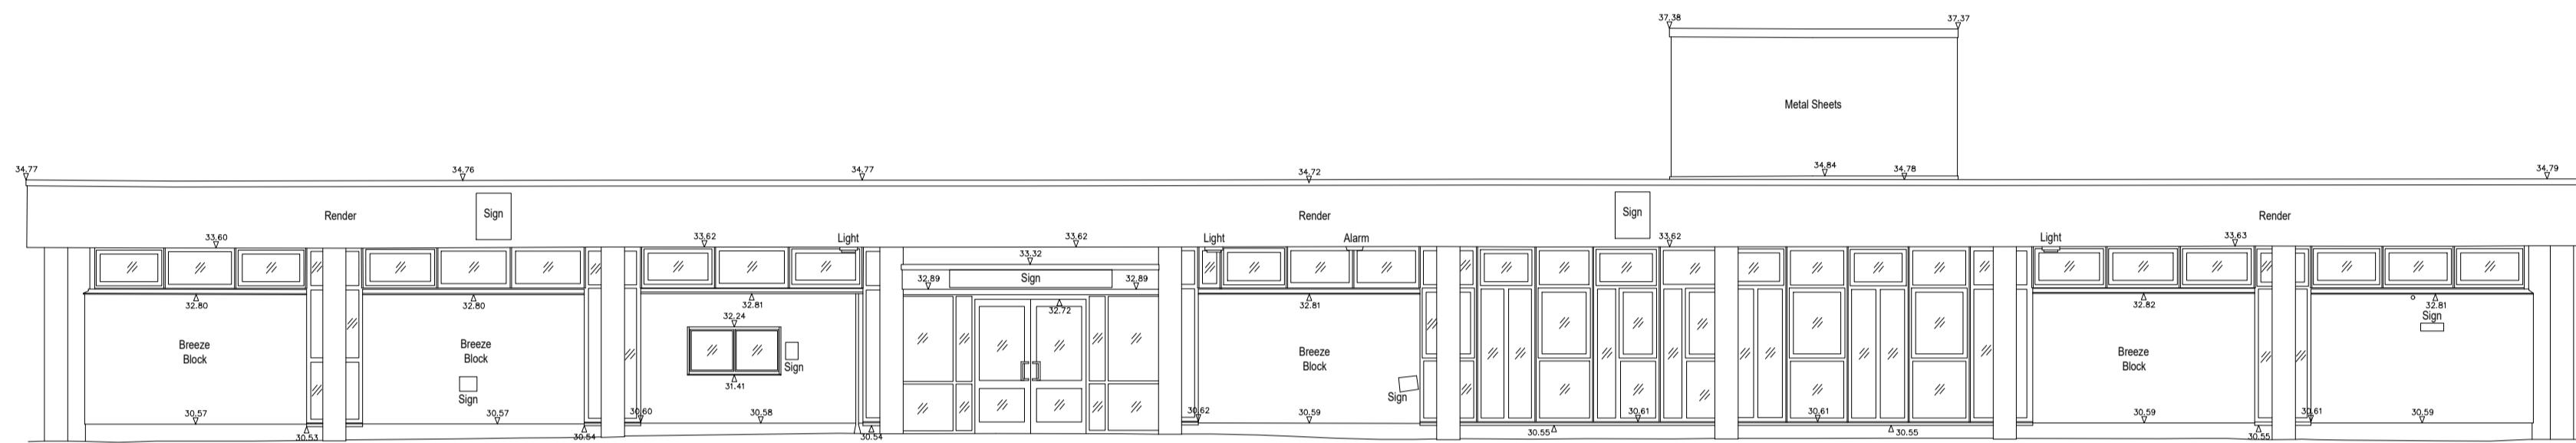 37.38
37.37
Metal Sheets
34.84
34.78
34.77
34.76
34.77
34.72
34.79
Render
Sign
Render
Sign
Render
33.60
33.62
Light
33.62
Light
Alarm
33.62
Light
33.63
33.32
Sign
32.89
32.89
32.80
32.80
32.81
32.72
32.81
32.82
32.81
Sign
32.24
Breeze
Block
Breeze
Block
Sign
Breeze
Block
Breeze
Block
31.41
Sign
Sign
30.57
30.57
30.60
30.58
30.62
30.59
30.61
30.61
30.59
30.61
30.59
30.53
30.54
30.54
30.55
30.55
30.55